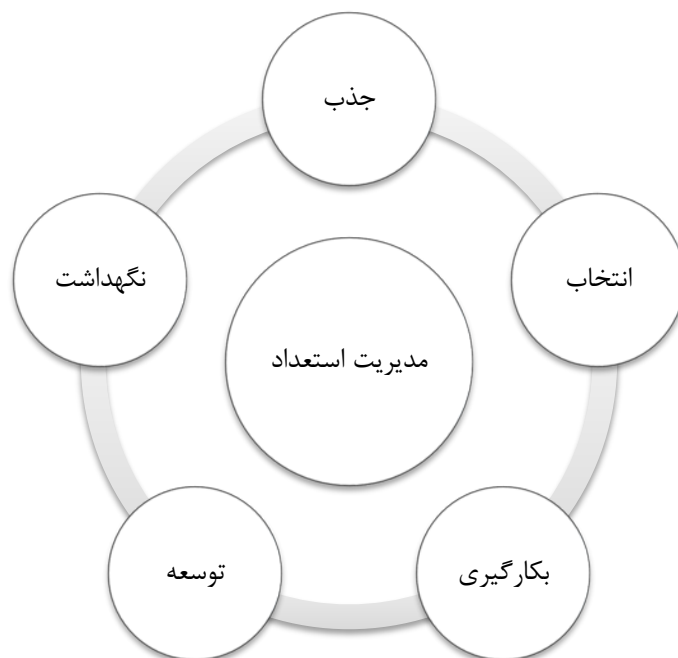 جذب
انتخاب
نگهداشت
مدیریت استعداد
بکارگیری
توسعه